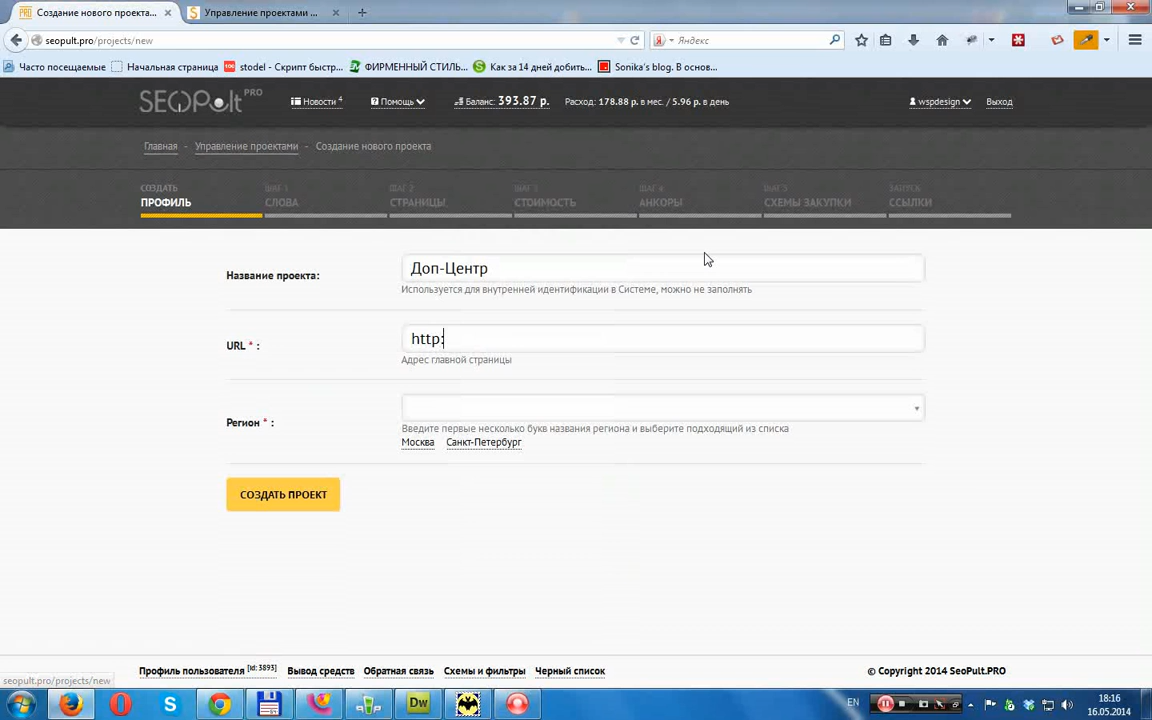 Создание нового проекта... × Управление проектами ... × +
seopult.pro/projects/new Яндекс
Часто посещаемые Начальная страница 100 stodel - Скрипт быстр... ФИРМЕННЫЙ СТИЛЬ... Как за 14 дней добить... Sonika's blog. В основ...
SEOPult PRO Новости 4 Помощь Баланс: 393.87 р. Расход: 178.88 р. в мес. / 5.96 р. в день wspdesign Выход
Главная - Управление проектами - Создание нового проекта
СОЗДАТЬ ШАГ 1 ШАГ 2 ШАГ 3 ШАГ 4 ШАГ 5 ЗАПУСК
ПРОФИЛЬ СЛОВА СТРАНИЦЫ СТОИМОСТЬ АНКОРЫ СХЕМЫ ЗАКУПКИ ССЫЛКИ
Название проекта: Доп-Центр
Используется для внутренней идентификации в Системе, можно не заполнять
URL * : http:
Адрес главной страницы
Регион * :
Введите первые несколько букв названия региона и выберите подходящий из списка
Москва Санкт-Петербург
СОЗДАТЬ ПРОЕКТ
Профиль пользователя [Id: 3893] Вывод средств Обратная связь Схемы и фильтры Черный список © Copyright 2014 SeoPult.PRO
seopult.pro/projects/new
Dw EN 18:16
16.05.2014